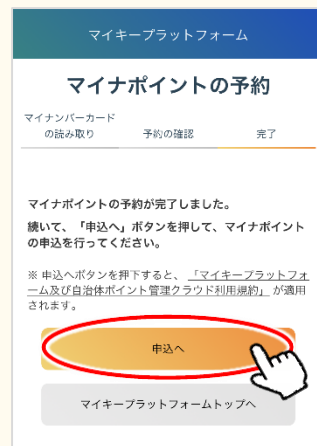 マイキープラットフォーム
マイナポイントの予約
マイナンバーカード
の読み取り
予約の確認
完了
マイナポイントの予約が完了しました。
続いて、「申込へ」ボタンを押して、マイナポイント
の申込を行ってください。
※ 申込へボタンを押下すると、「マイキープラットフォ
ーム及び自治体ポイント管理クラウド利用規約」が適用
されます。
申込へ
マイキープラットフォームトップへ